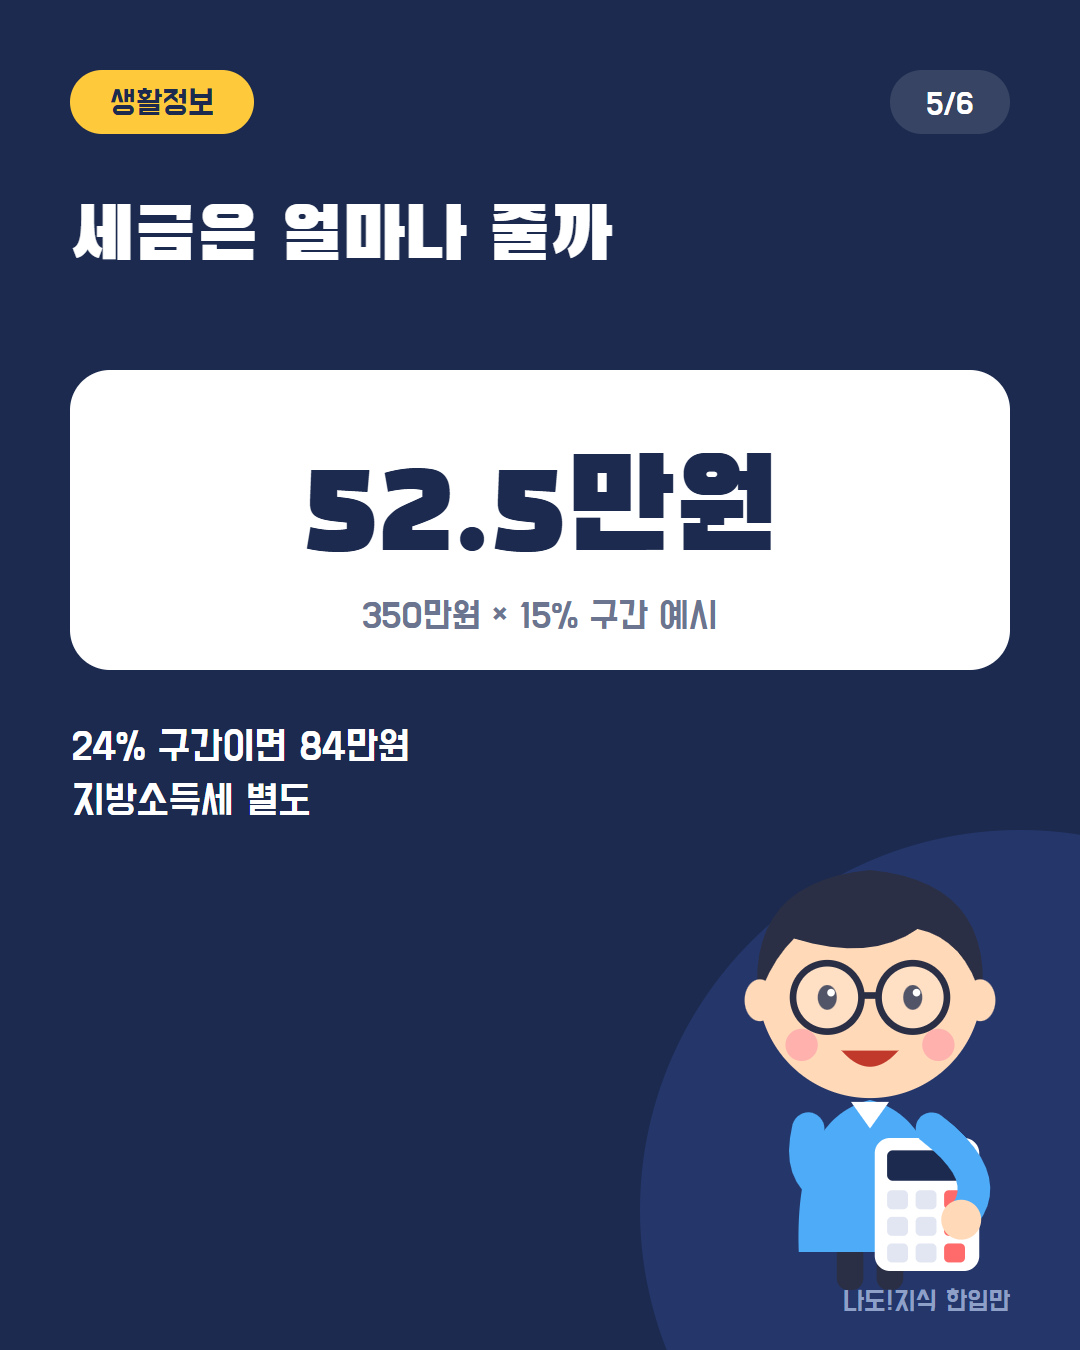 생활정보
5/6
세금은 얼마나 줄까
52.5만원
350만원 × 15% 구간 예시
24% 구간이면 84만원
지방소득세 별도
나도!지식 한입만